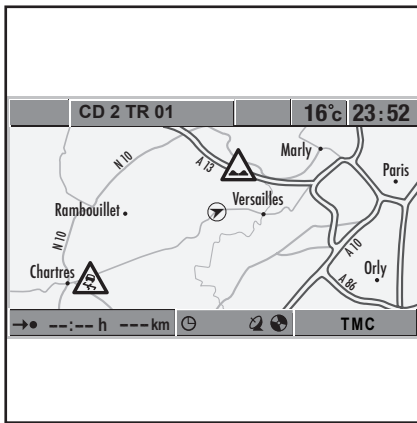 CD 2 TR 01 16°c 23:52
N 10
A 13
Marly
Paris
Rambouillet
Versailles
N 10
A 10
Chartres
Orly
A 86
--:-- h ---km TMC